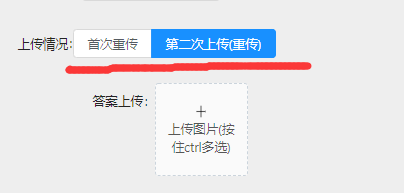 上传情况: 首次重传 第二次上传(重传)
答案上传:
+
上传图片(按
住ctrl多选)